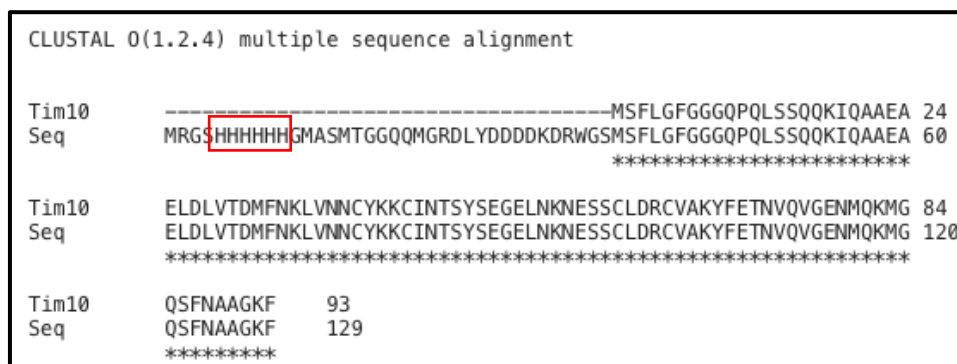 CLUSTAL O(1.2.4) multiple sequence alignment
Tim10 ------------------------------------MSFLGFGGGQPQLSSQQKIQAAEA 24
Seq MRGSHHHHHHGMASMTGGQQMGRDLYDDDDKDRWGSMSFLGFGGGQPQLSSQQKIQAAEA 60
************************
Tim10 ELDLVTDMFNKLVNNCYKKCINTSYSEGELNKNESSCLDRCVAKYFETNVQVGENMQKMG 84
Seq ELDLVTDMFNKLVNNCYKKCINTSYSEGELNKNESSCLDRCVAKYFETNVQVGENMQKMG 120
************************************************************
Tim10 QSFNAAGKF 93
Seq QSFNAAGKF 129
*********